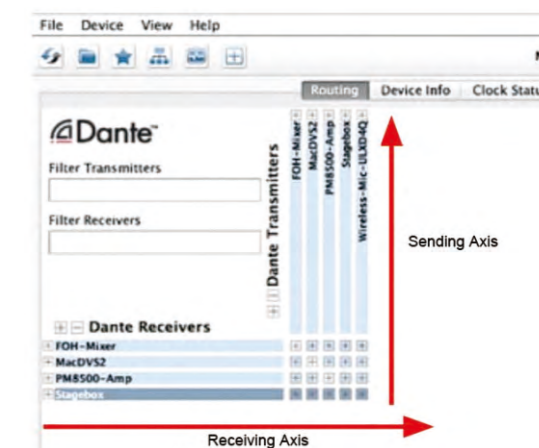 File Device View Help
Routing Device Info Clock Statu
Dante™
Filter Transmitters
Filter Receivers
Dante Transmitters
FOH-Mixer
MacDVS2
PM8500-Amp
Stagebox
Wireless-Mic-ULXD4Q
Sending Axis
Dante Receivers
FOH-Mixer
MacDVS2
PM8500-Amp
Stagebox
Receiving Axis